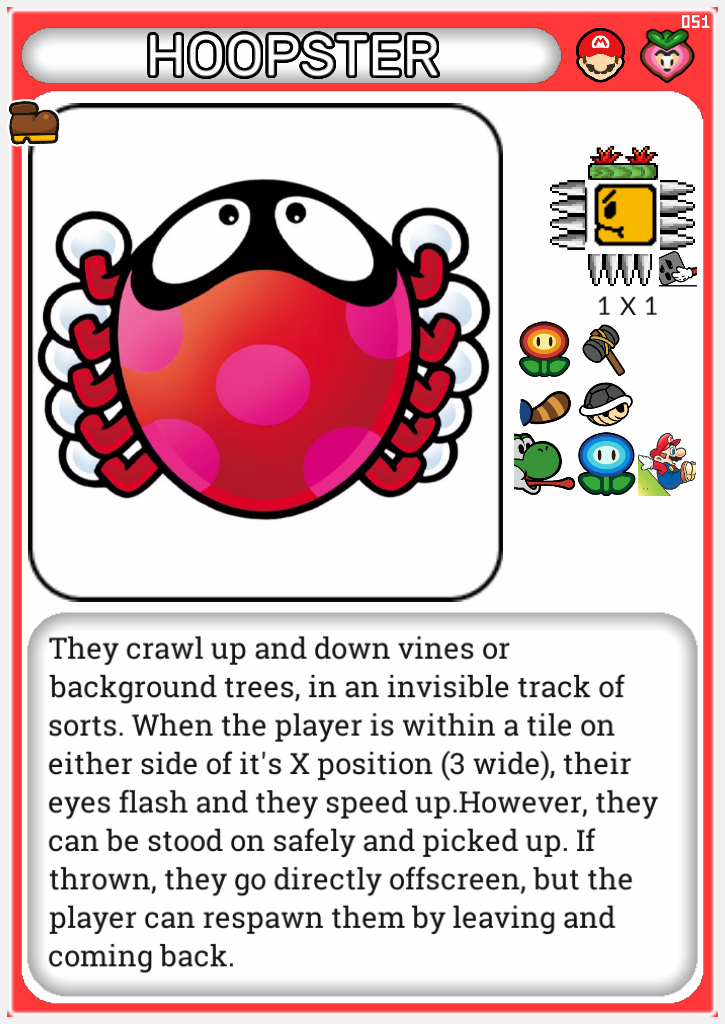 051
HOOPSTER
M
1 X 1
They crawl up and down vines or
background trees, in an invisible track of
sorts. When the player is within a tile on
either side of it's X position (3 wide), their
eyes flash and they speed up.However, they
can be stood on safely and picked up. If
thrown, they go directly offscreen, but the
player can respawn them by leaving and
coming back.